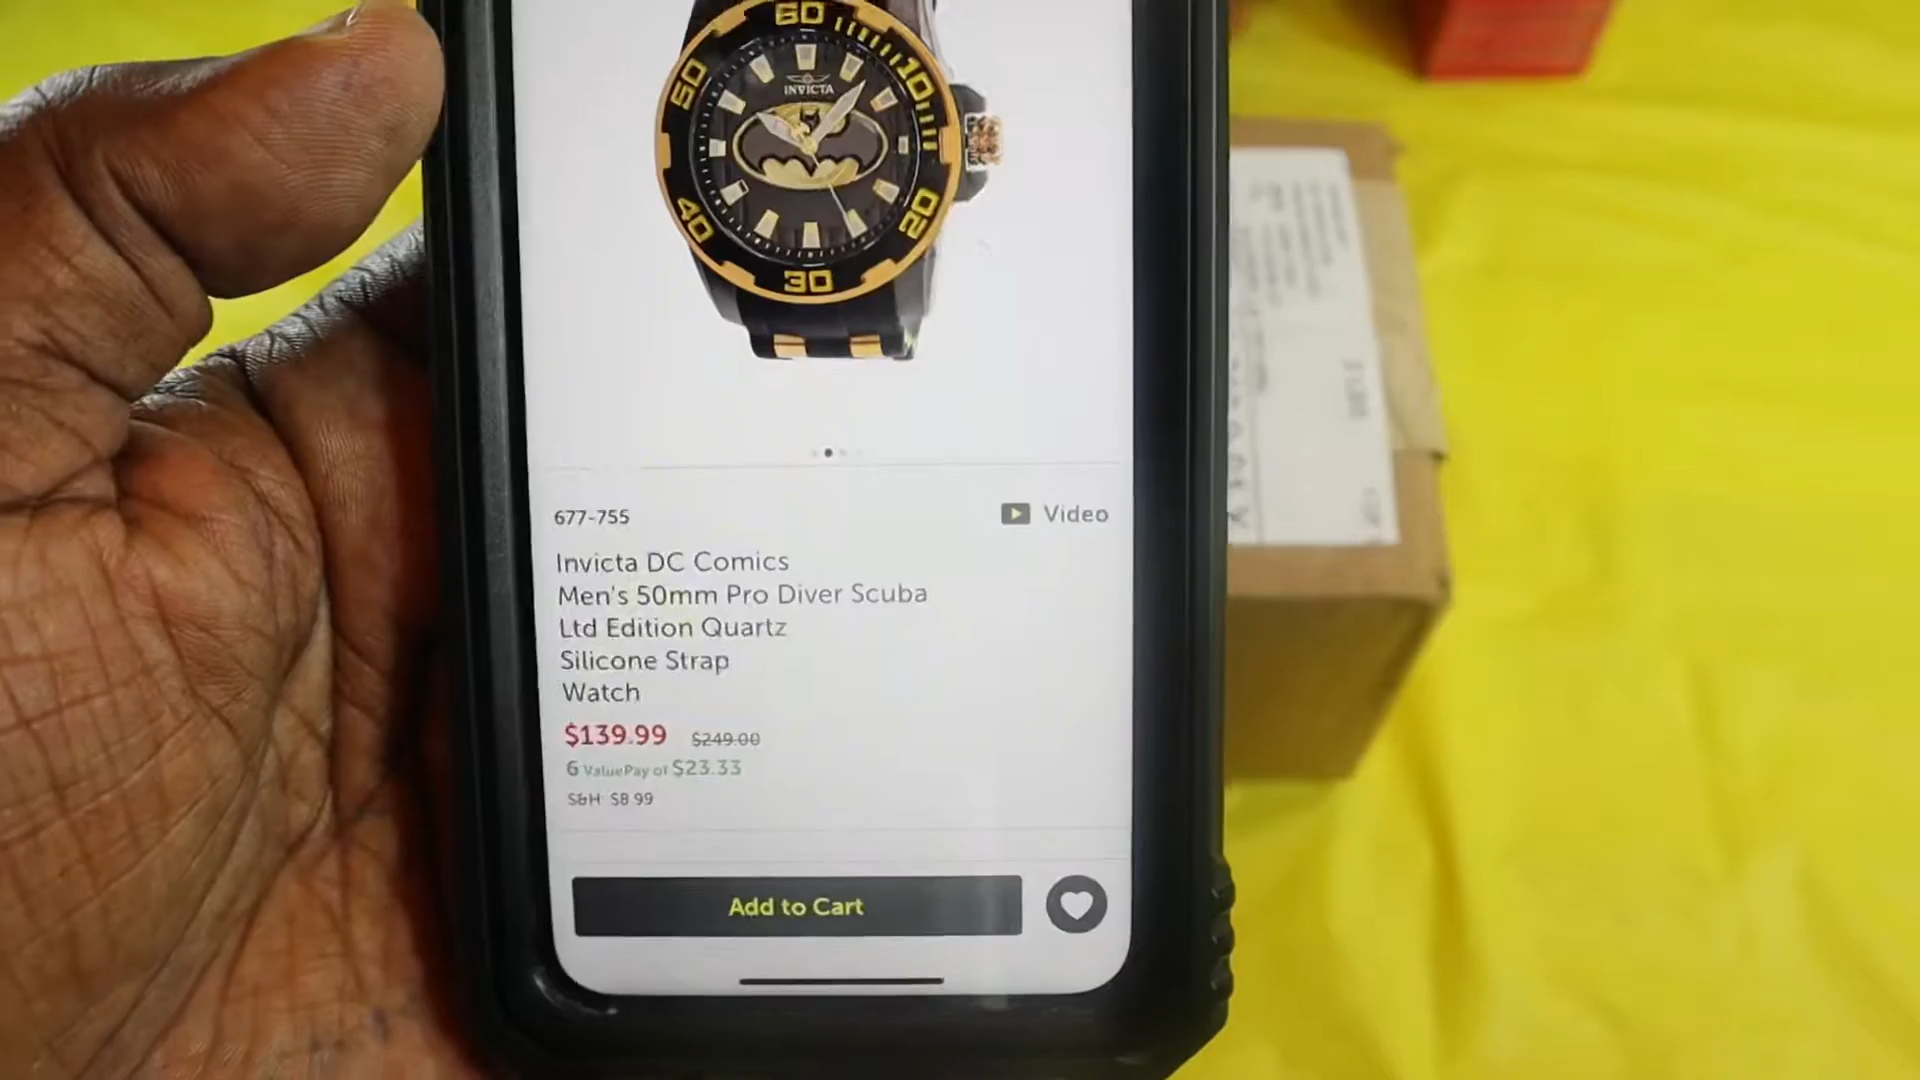 60
50
10
INVICTA
40
20
30
677-755
Video
Invicta DC Comics
Men's 50mm Pro Diver Scuba
Ltd Edition Quartz
Silicone Strap
Watch
$139.99 $249.00
6 ValuePay of $23.33
S&H: $8.99
Add to Cart